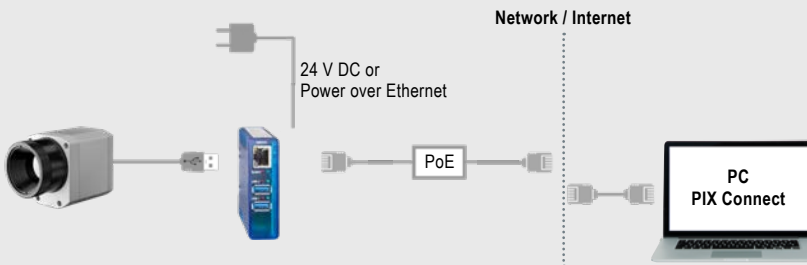 Network / Internet
24 V DC or
Power over Ethernet
PoE
PC
PIX Connect